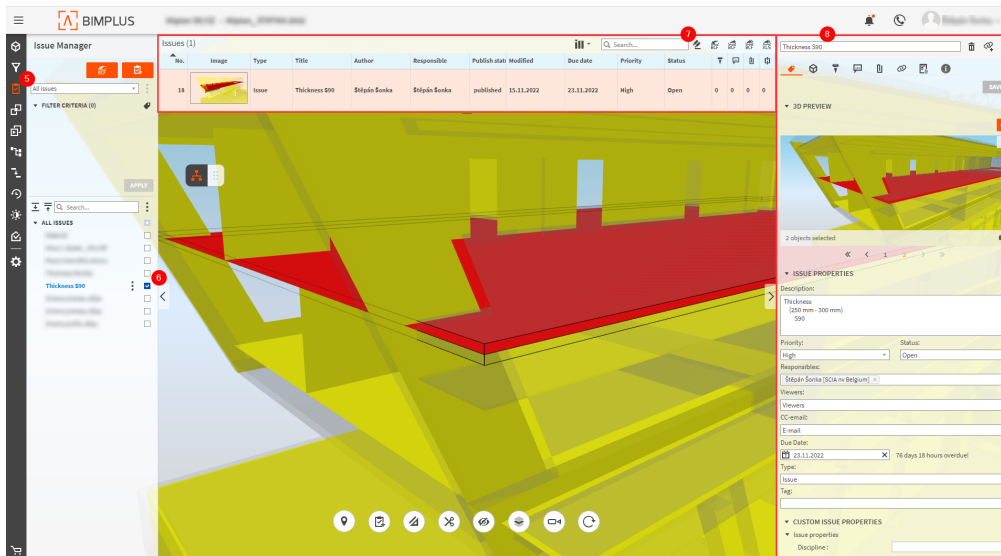 BIMPLUS
Issue Manager
5
All issues
FILTER CRITERIA (0)
APPLY
Search...
ALL ISSUES
Thickness S90
6
Issues (1)
Search...
7
No. Image Type Title Author Responsible Publish stat Modified Due date Priority Status
18 Issue Thickness S90 Štěpán Šonka Štěpán Šonka published 15.11.2022 23.11.2022 High Open 0 0 0 0
8
Thickness S90
SAVE
3D PREVIEW
2 objects selected
1 2
ISSUE PROPERTIES
Description:
Thickness
(250 mm - 300 mm)
S90
Priority: Status:
High Open
Responsibles:
Štěpán Šonka [SCIA nv Belgium] ×
Viewers:
Viewers
CC-email:
E-mail
Due Date:
23.11.2022 76 days 18 hours overdue!
Type:
Issue
Tag:
CUSTOM ISSUE PROPERTIES
Issue properties
Discipline :